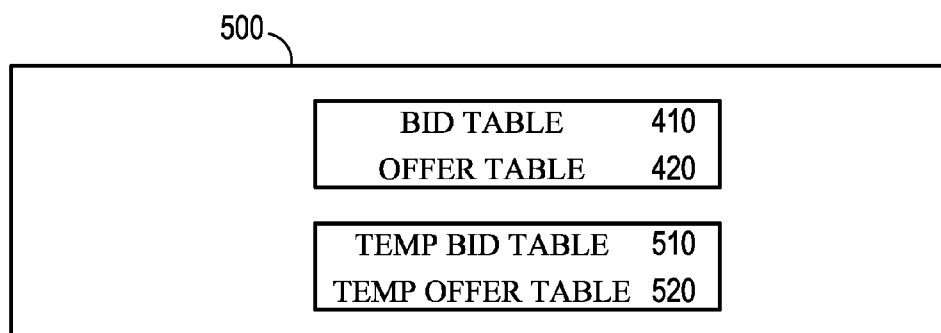 500
BID TABLE 410
OFFER TABLE 420
TEMP BID TABLE 510
TEMP OFFER TABLE 520